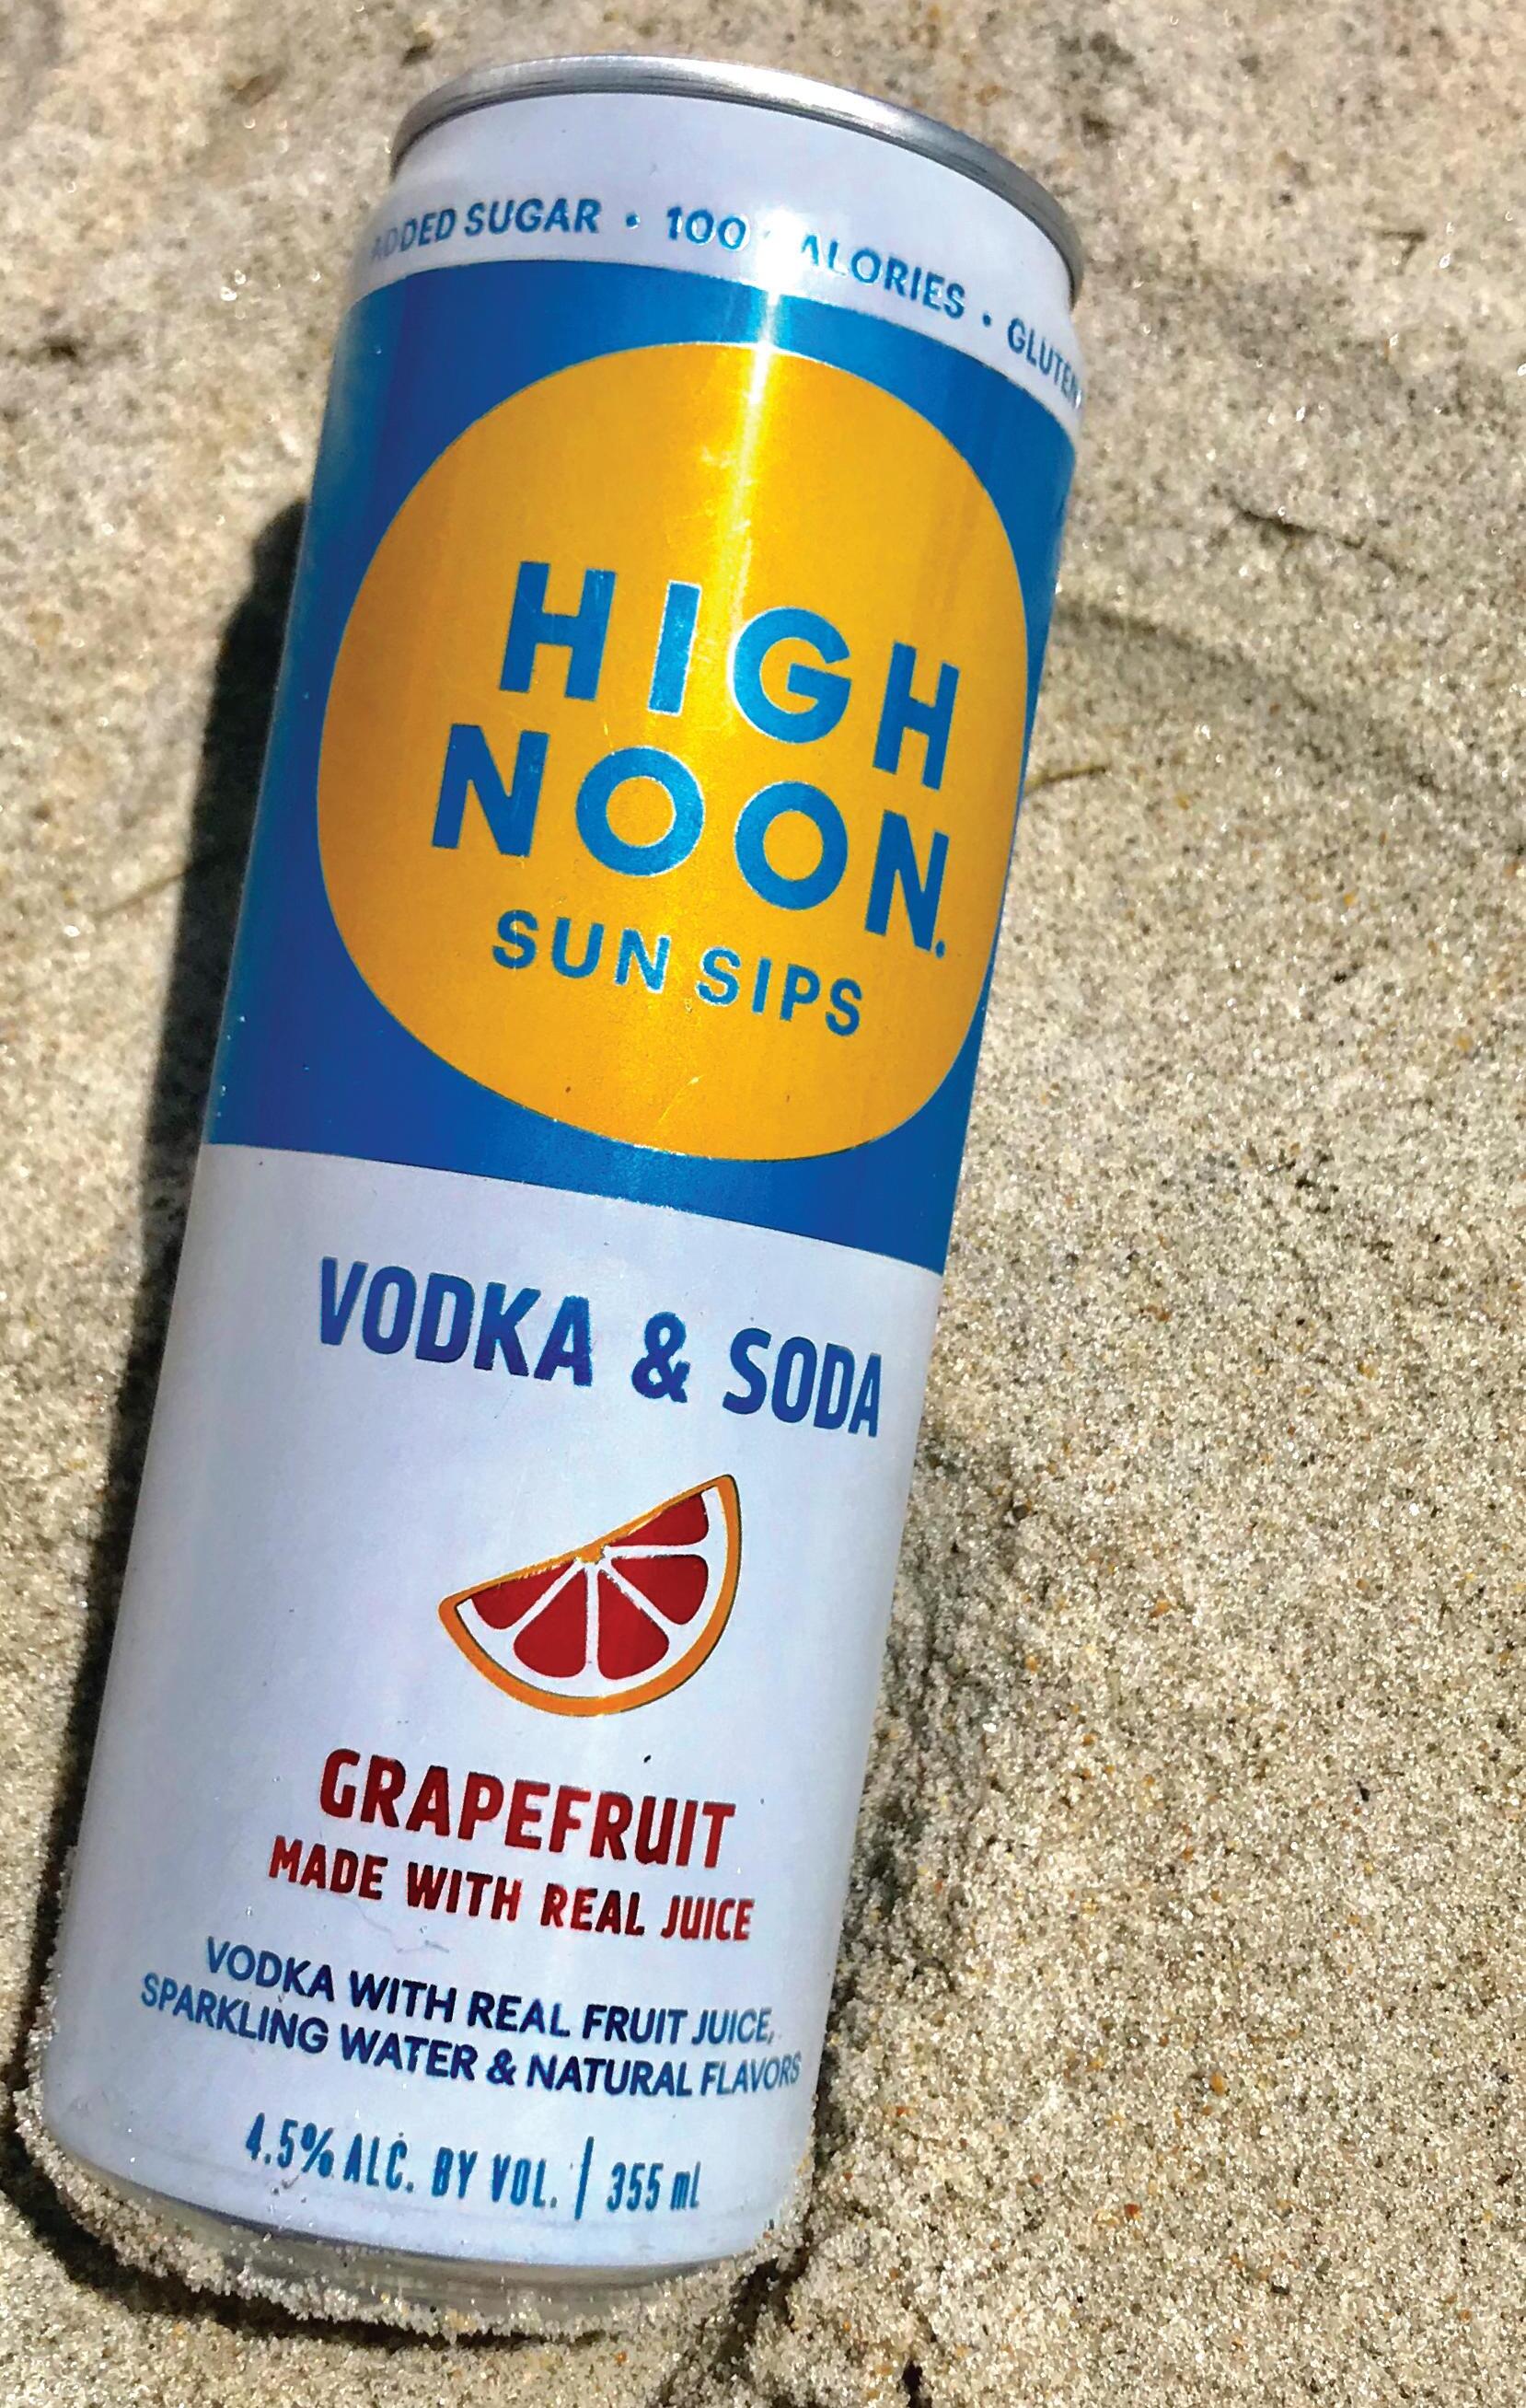 ADDED SUGAR • 100 CALORIES • GLUTEN
HIGH
NOON.
SUN SIPS
VODKA & SODA
GRAPEFRUIT
MADE WITH REAL JUICE
VODKA WITH REAL FRUIT JUICE,
SPARKLING WATER & NATURAL FLAVORS
4.5% ALC. BY VOL. | 355 mL